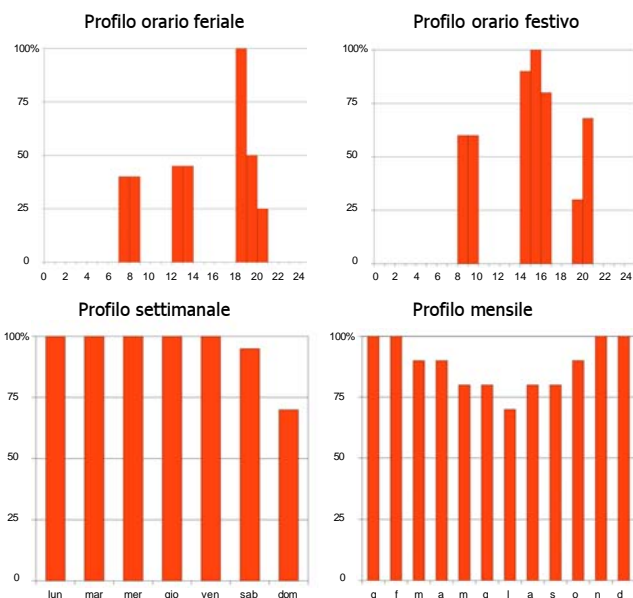 Profilo orario feriale
100%
75
50
25
0
0 2 4 6 8 10 12 14 16 18 20 22 24
Profilo orario festivo
100%
75
50
25
0
0 2 4 6 8 10 12 14 16 18 20 22 24
Profilo settimanale
100%
75
50
25
0
lun mar mer gio ven sab dom
Profilo mensile
100%
75
50
25
0
g f m a m g l a s o n d